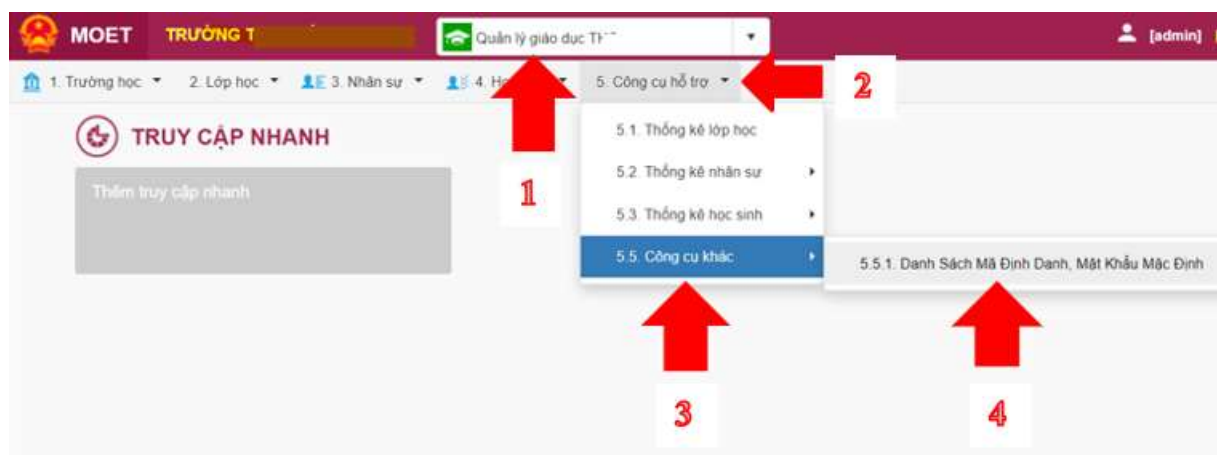 MOET TRƯỜNG Quản lý giáo dục [admin]
1. Trường học 2. Lớp học 3. Nhân sự 4. 5. Công cụ hỗ trợ 2
TRUY CẬP NHANH
Thêm truy cập nhanh
1
5.1. Thống kê lớp học
5.2. Thống kê nhân sự
5.3. Thống kê học sinh
5.5. Công cụ khác
5.5.1. Danh Sách Mã Định Danh, Mật Khẩu Mặc Định
3 4